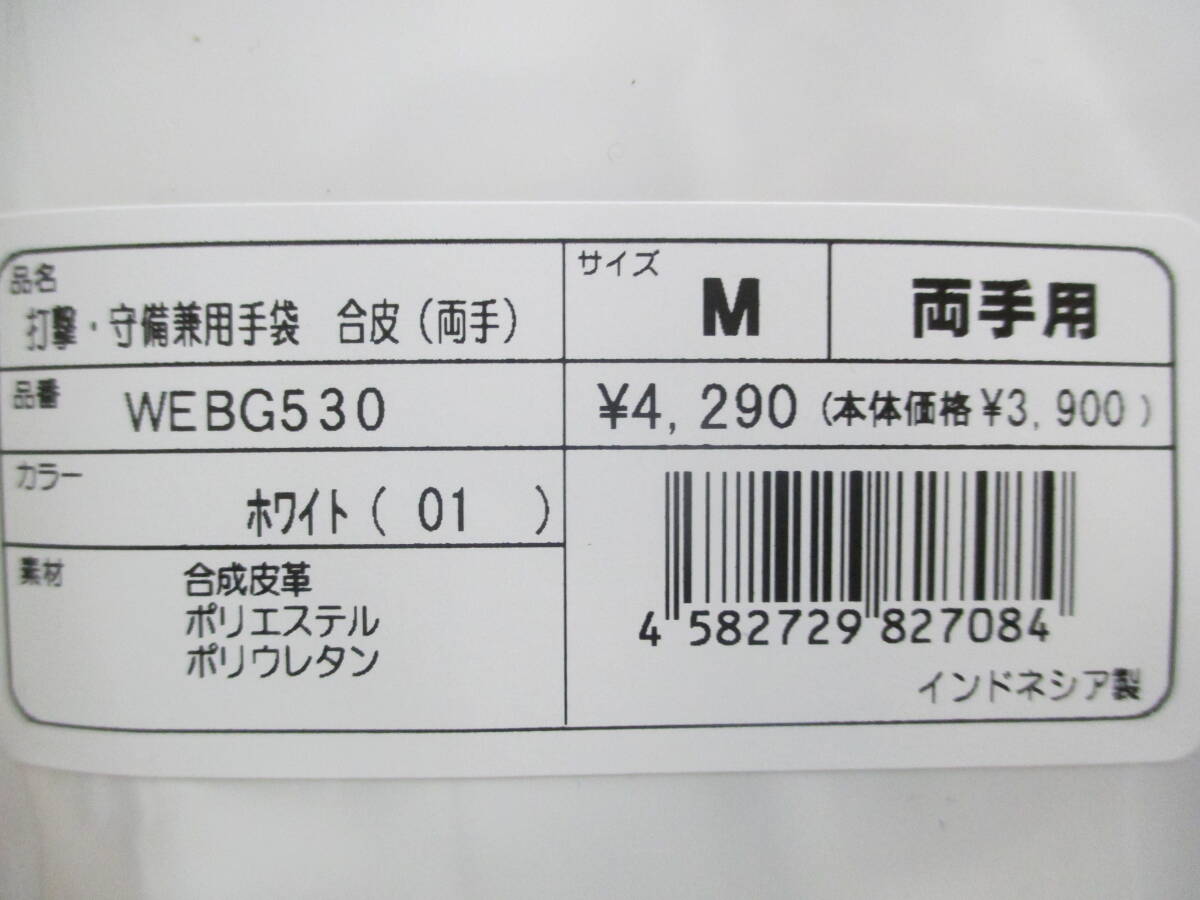 品名
打撃・守備兼用手袋 合皮（両手）
サイズ
M
両手用
品番
WEBG530
¥4,290（本体価格¥3,900）
カラー
ホワイト（ 01 ）
素材
合成皮革
ポリエステル
ポリウレタン
4 582729 827084
インドネシア製